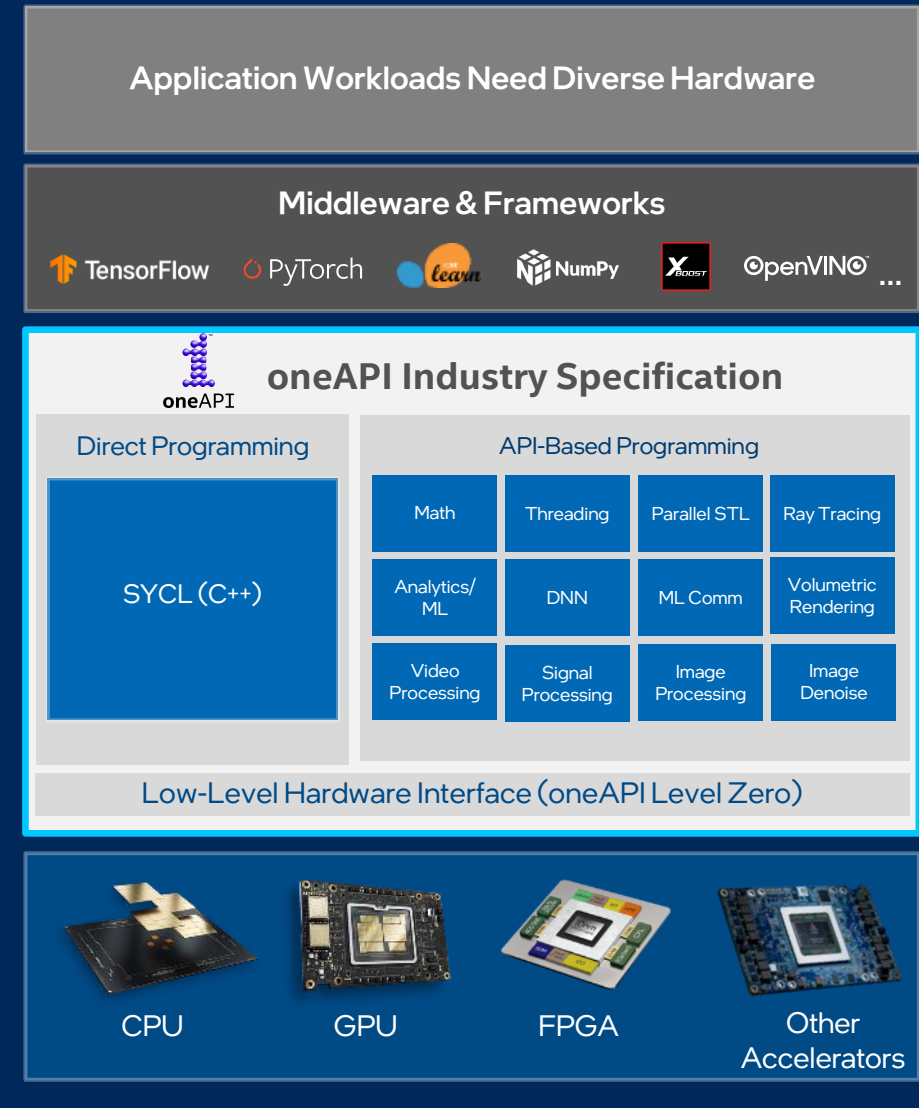 Application Workloads Need Diverse Hardware
Middleware & Frameworks
TensorFlow
PyTorch
learn
NumPy
XBOOST
OpenVINO
...
oneAPI
oneAPI Industry Specification
Direct Programming
SYCL (C++)
API-Based Programming
Math
Threading
Parallel STL
Ray Tracing
Analytics/
ML
DNN
ML Comm
Volumetric
Rendering
Video
Processing
Signal
Processing
Image
Processing
Image
Denoise
Low-Level Hardware Interface (oneAPI Level Zero)
CPU
GPU
FPGA
Other
Accelerators